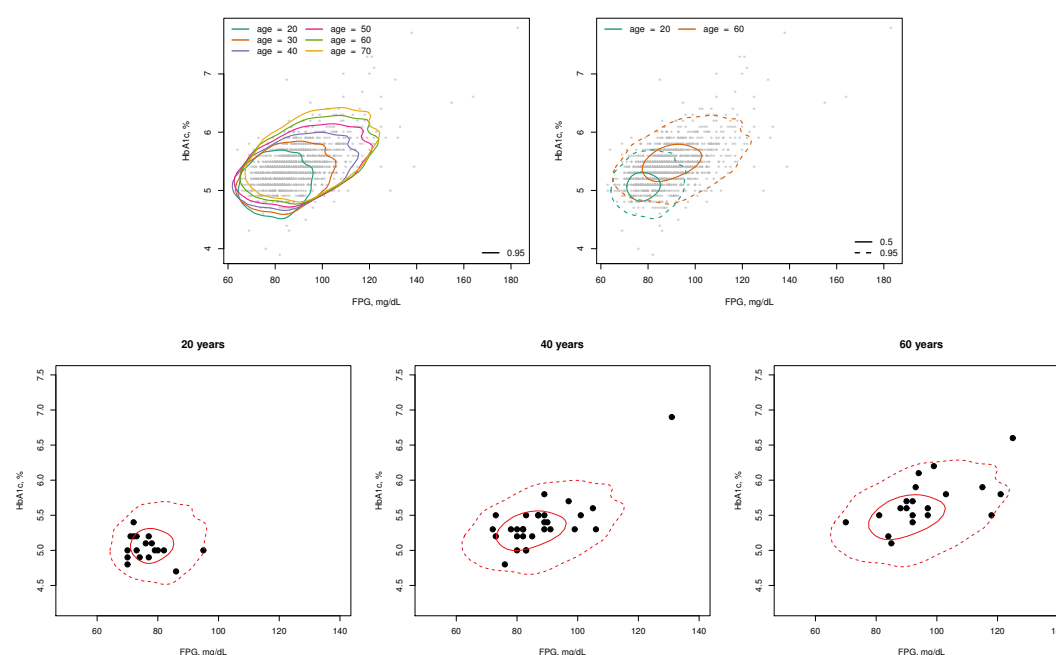 age = 20 age = 50
age = 30 age = 60
age = 40 age = 70
HbA1c, %
7
6
5
4
0.95
60 80 100 120 140 160 180
FPG, mg/dL
age = 20 age = 60
HbA1c, %
7
6
5
4
0.5
0.95
60 80 100 120 140 160 180
FPG, mg/dL
20 years
HbA1c, %
7.5
7.0
6.5
6.0
5.5
5.0
4.5
60 80 100 120 140
FPG, mg/dL
40 years
HbA1c, %
7.5
7.0
6.5
6.0
5.5
5.0
4.5
60 80 100 120 140
FPG, mg/dL
60 years
HbA1c, %
7.5
7.0
6.5
6.0
5.5
5.0
4.5
60 80 100 120
FPG, mg/dL